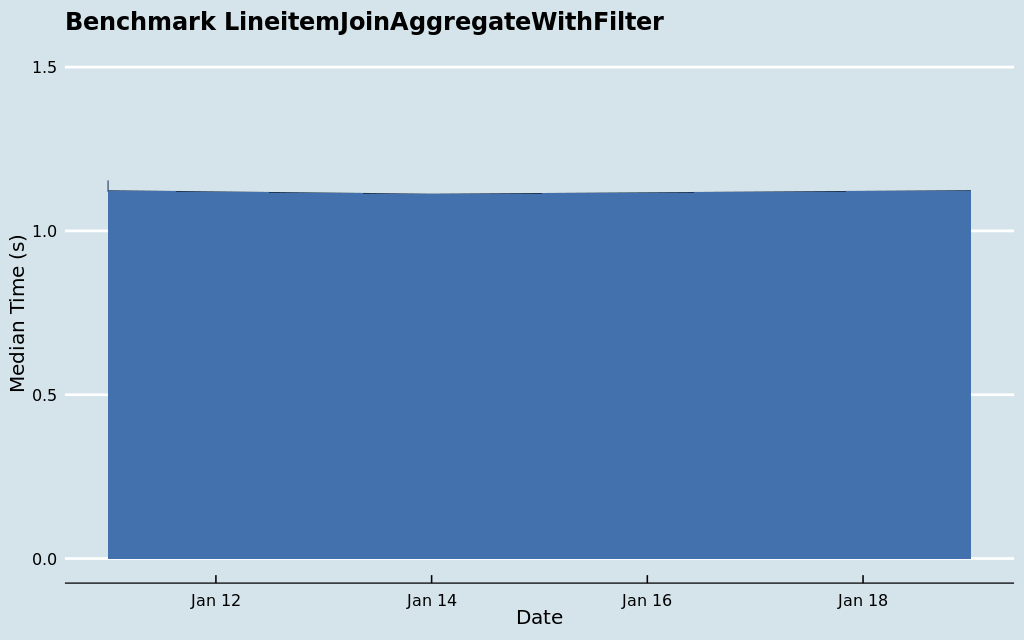 Benchmark LineitemJoinAggregateWithFilter
1.5
1.0
0.5
0.0
Median Time (s)
Jan 12
Jan 14
Jan 16
Jan 18
Date